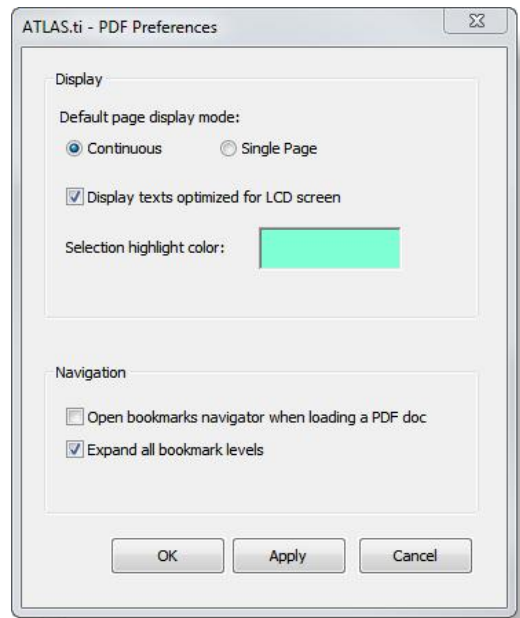 ATLAS.ti - PDF Preferences
Display
Default page display mode:
Continuous Single Page
Display texts optimized for LCD screen
Selection highlight color:
Navigation
Open bookmarks navigator when loading a PDF doc
Expand all bookmark levels
OK Apply Cancel